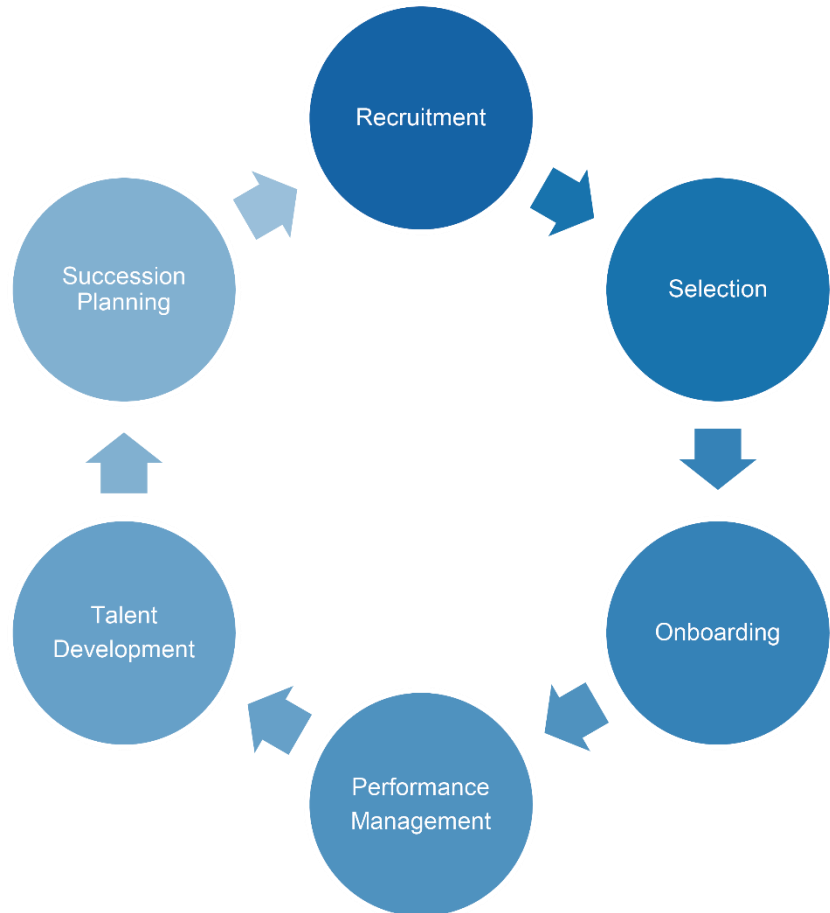 Recruitment
Selection
Onboarding
Performance
Management
Talent
Development
Succession
Planning